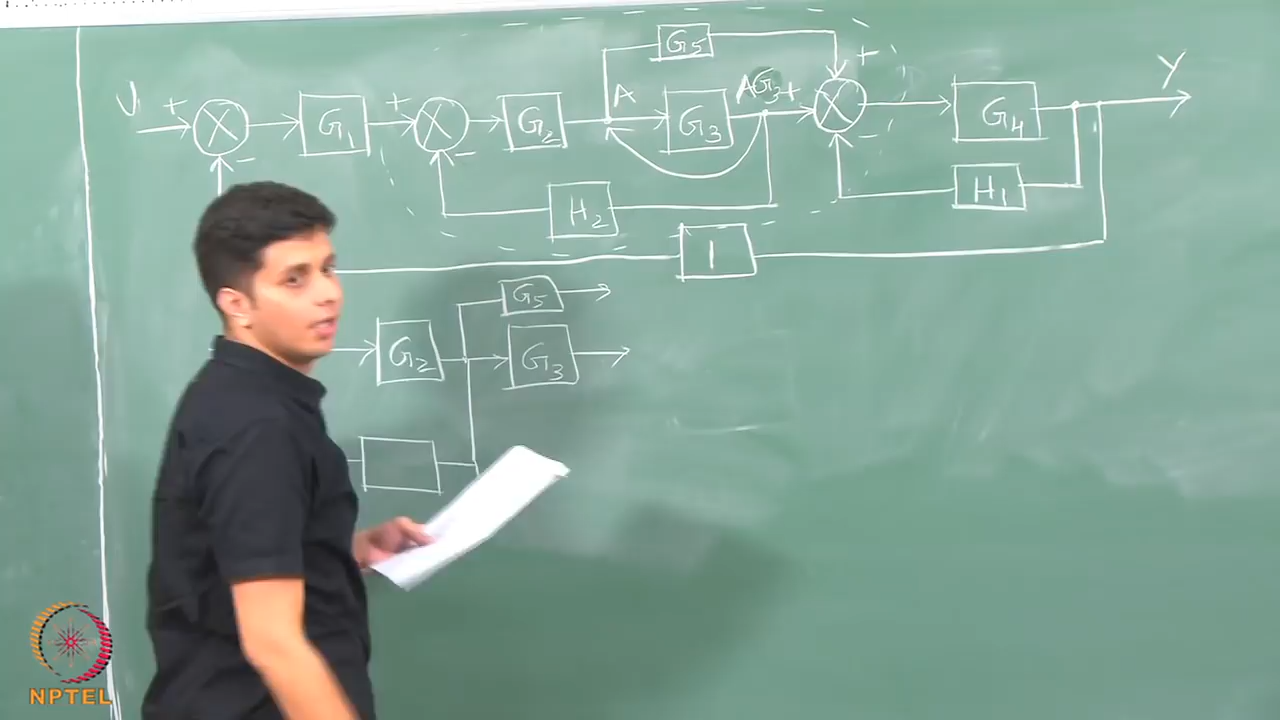 G5
U + G1 + G2 A G3 AG3 + + G4 Y
- - -
H2 H1
1
G5
G2 G3
NPTEL